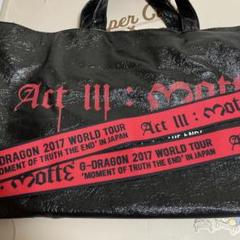 Act III : Motte
G-DRAGON 2017 WORLD TOUR
'MOMENT OF TRUTH THE END' IN JAPAN
Act III :
Motte
G-DRAGON 2017 WORLD TOUR
'MOMENT OF TRUTH THE END' IN JAPAN